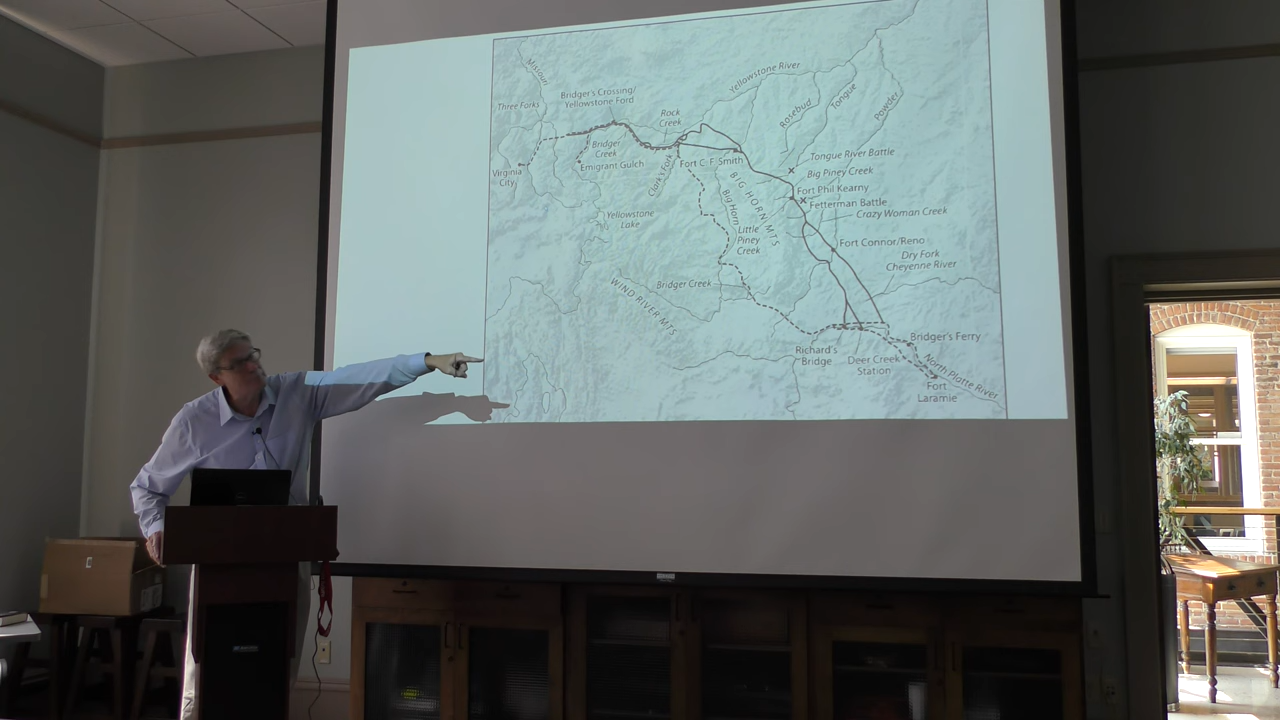 Missouri
Three Forks
Bridger's Crossing/
Yellowstone Ford
Rock
Creek
Yellowstone River
Rosebud
Tongue
Powder
Virginia
City
Bridger
Creek
Emigrant Gulch
Clark's Fork
Fort C. F. Smith
Tongue River Battle
Big Piney Creek
Fort Phil Kearny
Fetterman Battle
Crazy Woman Creek
BIG HORN MTS
Big Horn
Little
Piney
Creek
Yellowstone
Lake
Fort Connor/Reno
Dry Fork
Cheyenne River
Bridger Creek
WIND RIVER MTS
Richard's
Bridge
Deer Creek
Station
Bridger's Ferry
North Platte River
Fort
Laramie